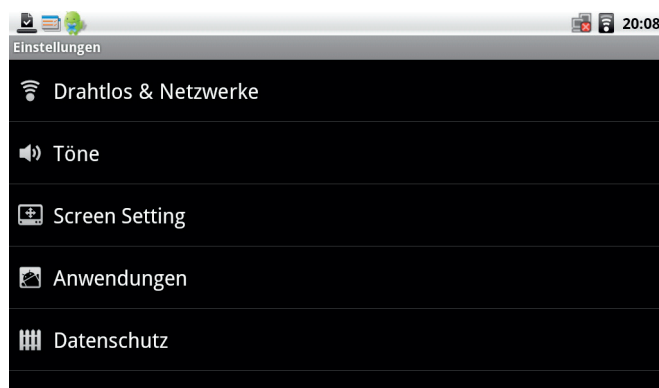 20:08
Einstellungen
Drahtlos & Netzwerke
Töne
Screen Setting
Anwendungen
Datenschutz